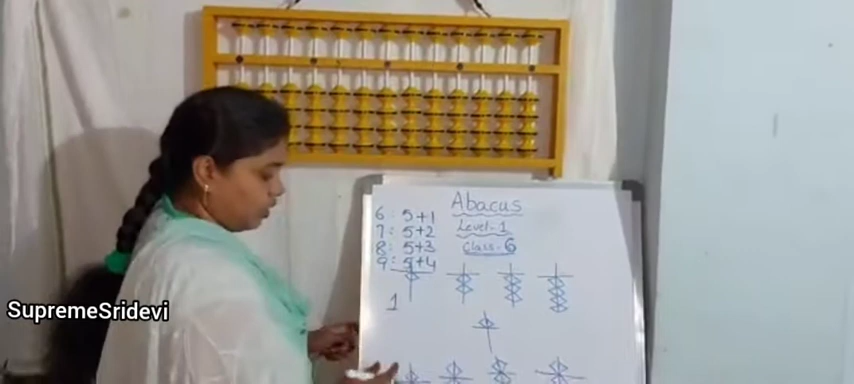 Abacus
Level-1
Class-6
6: 5+1
7: 5+2
8: 5+3
9: 5+4
1
SupremeSridevi